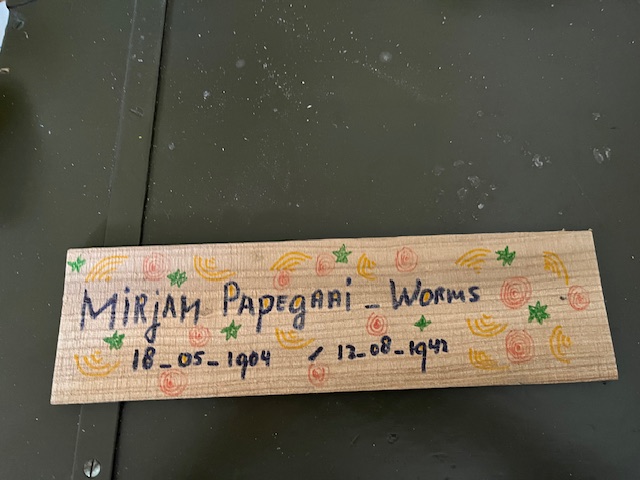 Mirjam Papegaai - Worms
18-05-1904 / 12-08-1942